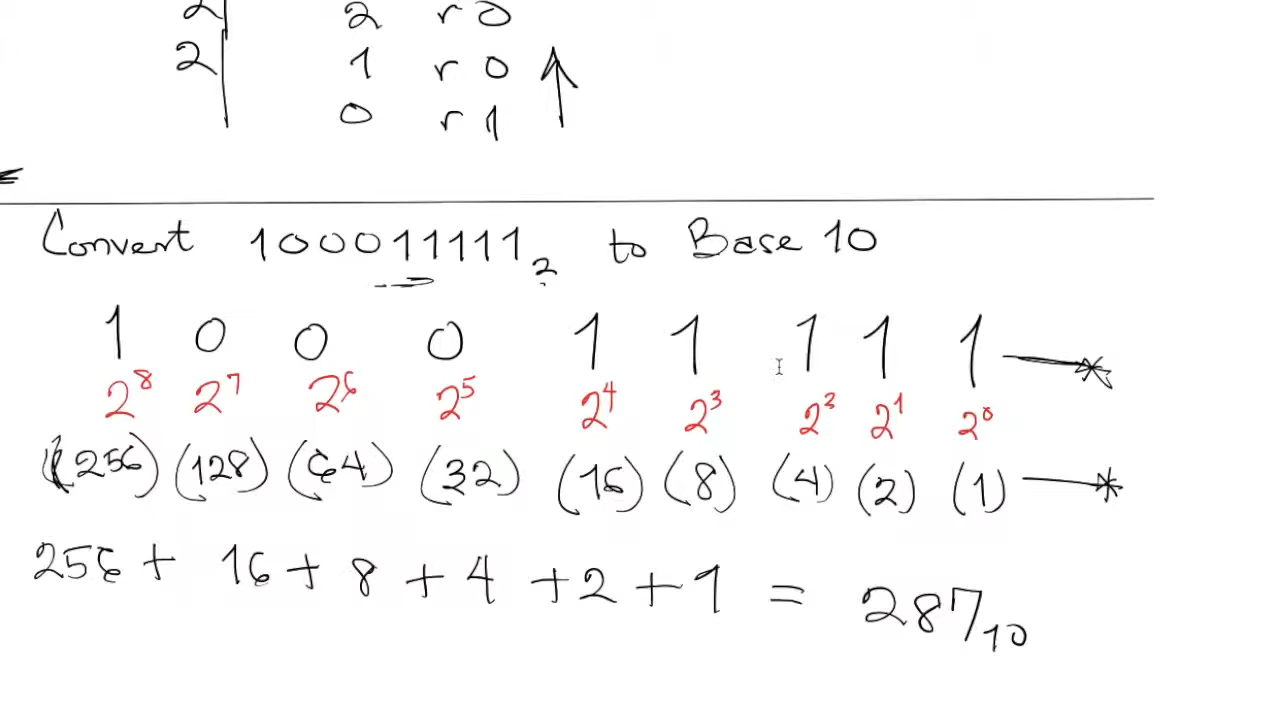 2 2 r 0
2 1 r 0
0 r 1
Convert 100011111₂ to Base 10
1 0 0 0 1 1 1 1 1
2⁸ 2⁷ 2⁶ 2⁵ 2⁴ 2³ 2² 2¹ 2⁰
(256) (128) (64) (32) (16) (8) (4) (2) (1)
256 + 16 + 8 + 4 + 2 + 1 = 287₁₀